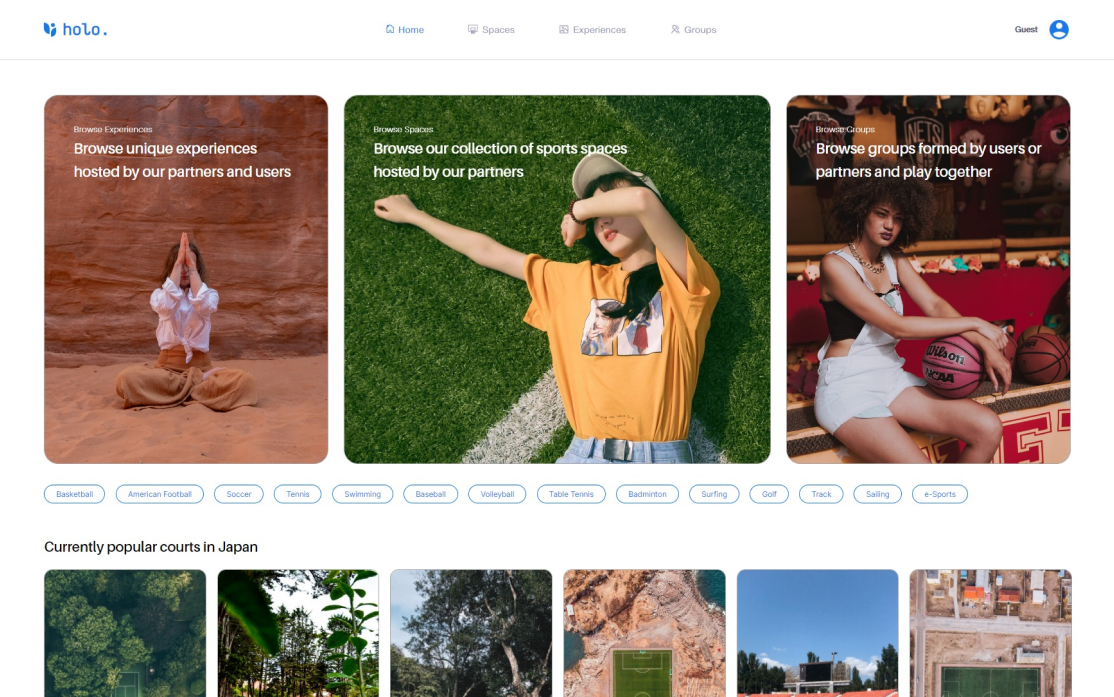 holo.
Home
Spaces
Experiences
Groups
Guest
Browse Experiences
Browse unique experiences
hosted by our partners and users
Browse Spaces
Browse our collection of sports spaces
hosted by our partners
Browse Groups
Browse groups formed by users or
partners and play together
NETS
Wilson
NCAA
Basketball
American Football
Soccer
Tennis
Swimming
Baseball
Volleyball
Table Tennis
Badminton
Surfing
Golf
Track
Sailing
e-Sports
Currently popular courts in Japan